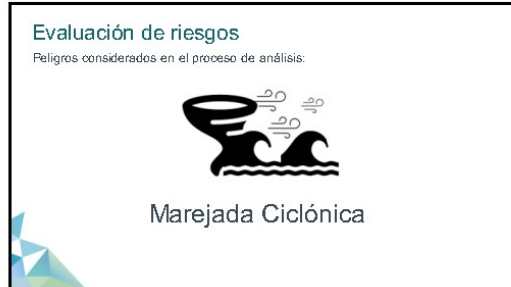 Evaluación de riesgos
Peligros considerados en el proceso de análisis:
Marejada Ciclónica